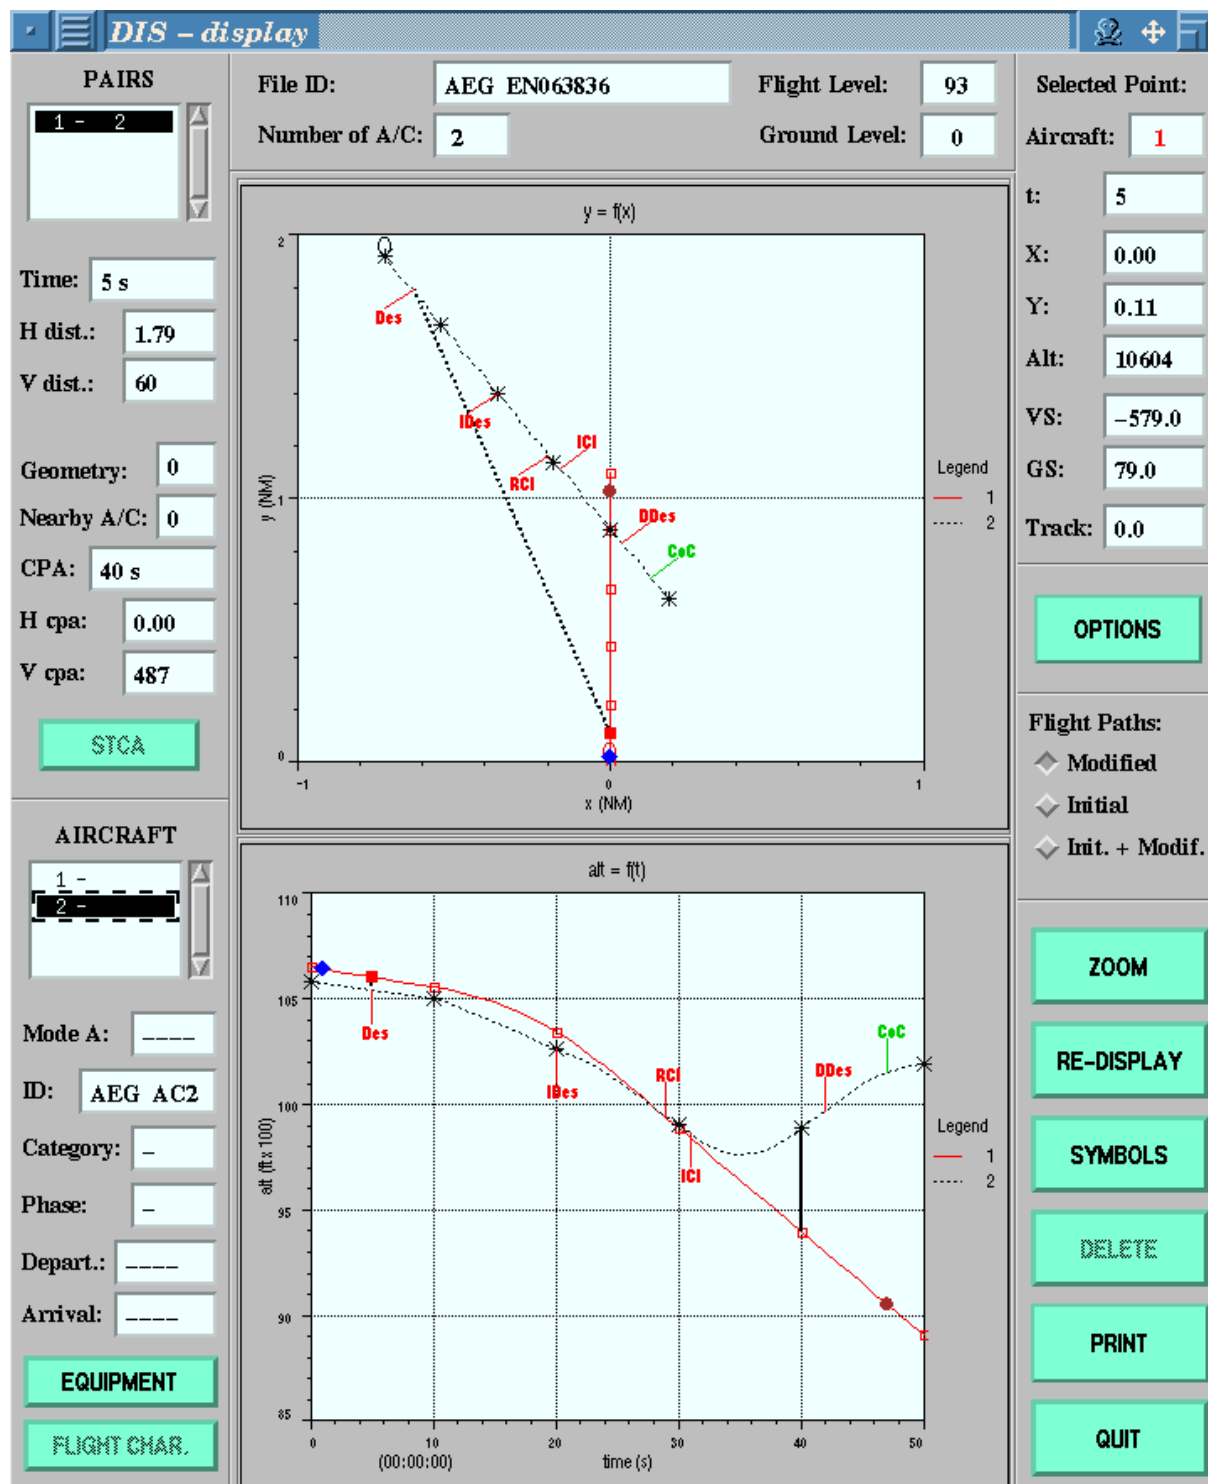 DIS – display
PAIRS
1 – 2
Time: 5 s
H dist.: 1.79
V dist.: 60
Geometry: 0
Nearby A/C: 0
CPA: 40 s
H cpa: 0.00
V cpa: 487
STCA
AIRCRAFT
1 –
2 –
Mode A: ----
ID: AEG AC2
Category: –
Phase: –
Depart.: ----
Arrival: ----
EQUIPMENT
FLIGHT CHAR.
File ID: AEG EN063836
Flight Level: 93
Number of A/C: 2
Ground Level: 0
y = f(x)
2
1
0
y (NM)
Des
IDes
ICl
RCl
DDes
CoC
-1
0
1
x (NM)
Legend
1
2
alt = f(t)
110
105
100
95
90
85
alt (ft x 100)
Des
IDes
RCl
ICl
DDes
CoC
0
10
20
30
40
50
(00:00:00)
time (s)
Legend
1
2
Selected Point:
Aircraft: 1
t: 5
X: 0.00
Y: 0.11
Alt: 10604
VS: –579.0
GS: 79.0
Track: 0.0
OPTIONS
Flight Paths:
Modified
Initial
Init. + Modif.
ZOOM
RE–DISPLAY
SYMBOLS
DELETE
PRINT
QUIT